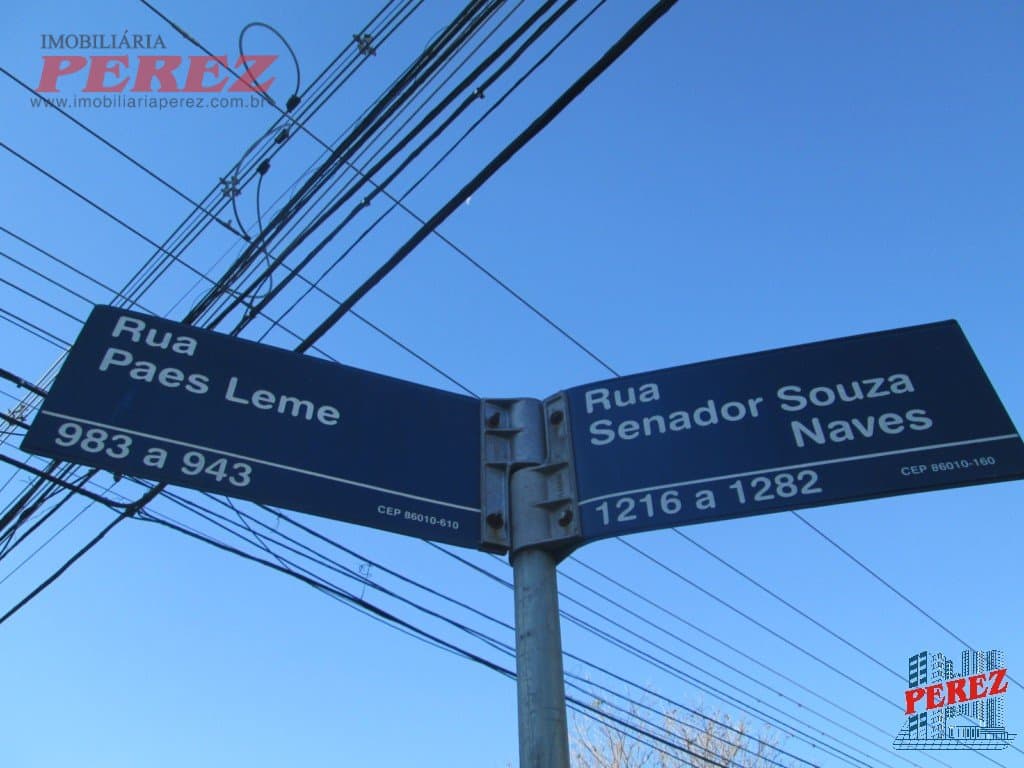 IMOBILIÁRIA
PEREZ
www.imobiliariaperez.com.br
Rua
Paes Leme
983 a 943
CEP 86010-610
Rua
Senador Souza
Naves
1216 a 1282
CEP 86010-160
PEREZ